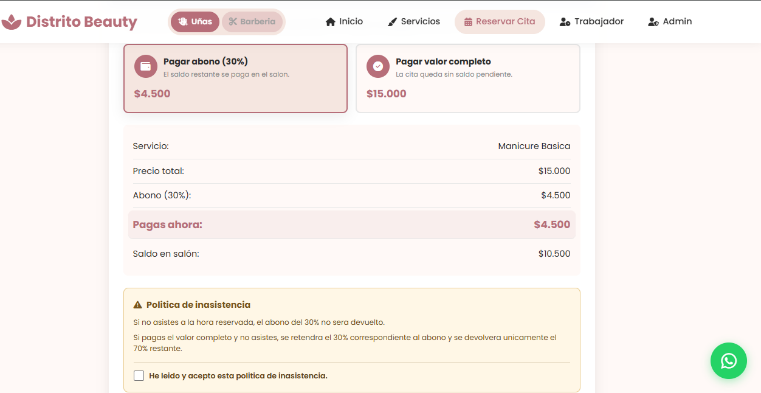 Distrito Beauty
Uñas
Barbería
Inicio
Servicios
Reservar Cita
Trabajador
Admin
Pagar abono (30%)
El saldo restante se paga en el salon.
$4.500
Pagar valor completo
La cita queda sin saldo pendiente.
$15.000
Servicio: Manicure Basica
Precio total: $15.000
Abono (30%): $4.500
Pagas ahora: $4.500
Saldo en salón: $10.500
Política de inasistencia
Si no asistes a la hora reservada, el abono del 30% no sera devuelto.
Si pagas el valor completo y no asistes, se retendra el 30% correspondiente al abono y se devolvera unicamente el
70% restante.
He leido y acepto esta politica de inasistencia.